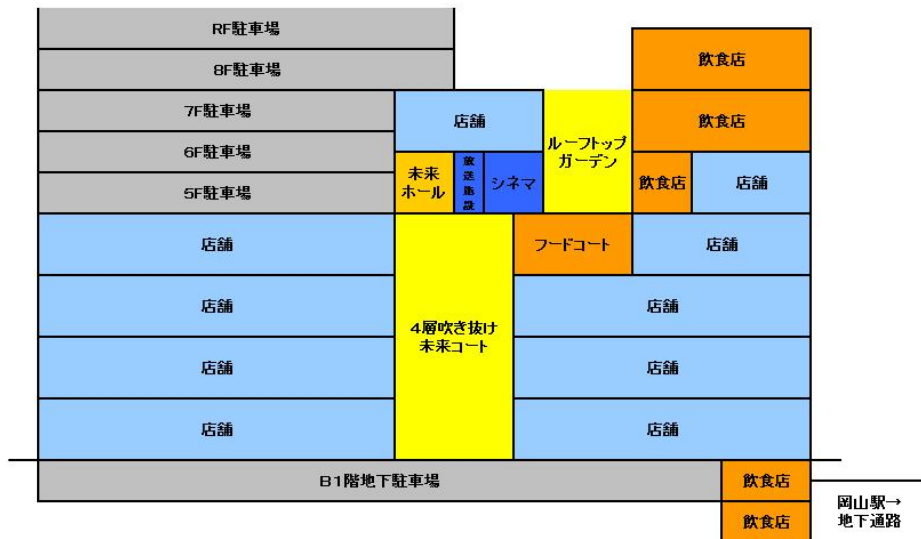 RF駐車場
8F駐車場
飲食店
7F駐車場
店舗
ルーフトップ
ガーデン
飲食店
6F駐車場
未来
ホール
放送施設
シネマ
飲食店
店舗
5F駐車場
店舗
フードコート
店舗
店舗
4層吹き抜け
未来コート
店舗
店舗
店舗
店舗
店舗
B1階地下駐車場
飲食店
飲食店
岡山駅→
地下通路